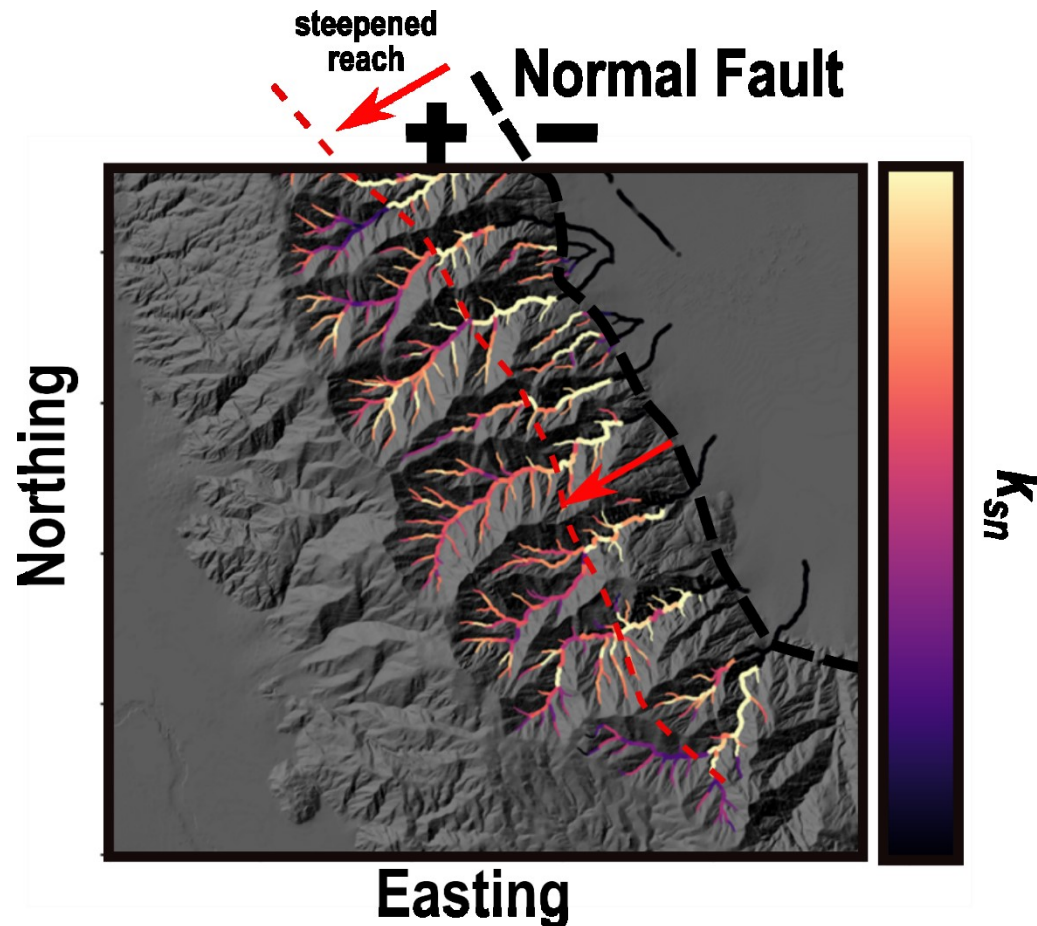 steepened
reach
Normal Fault
+ −
Northing
Easting
ksn